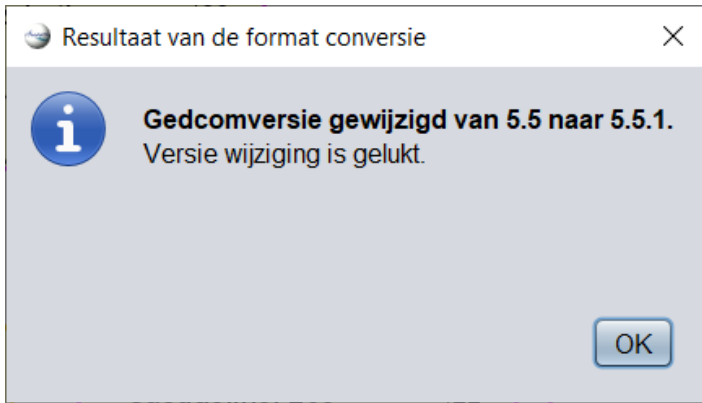 Resultaat van de format conversie
Gedcomversie gewijzigd van 5.5 naar 5.5.1.
Versie wijziging is gelukt.
OK